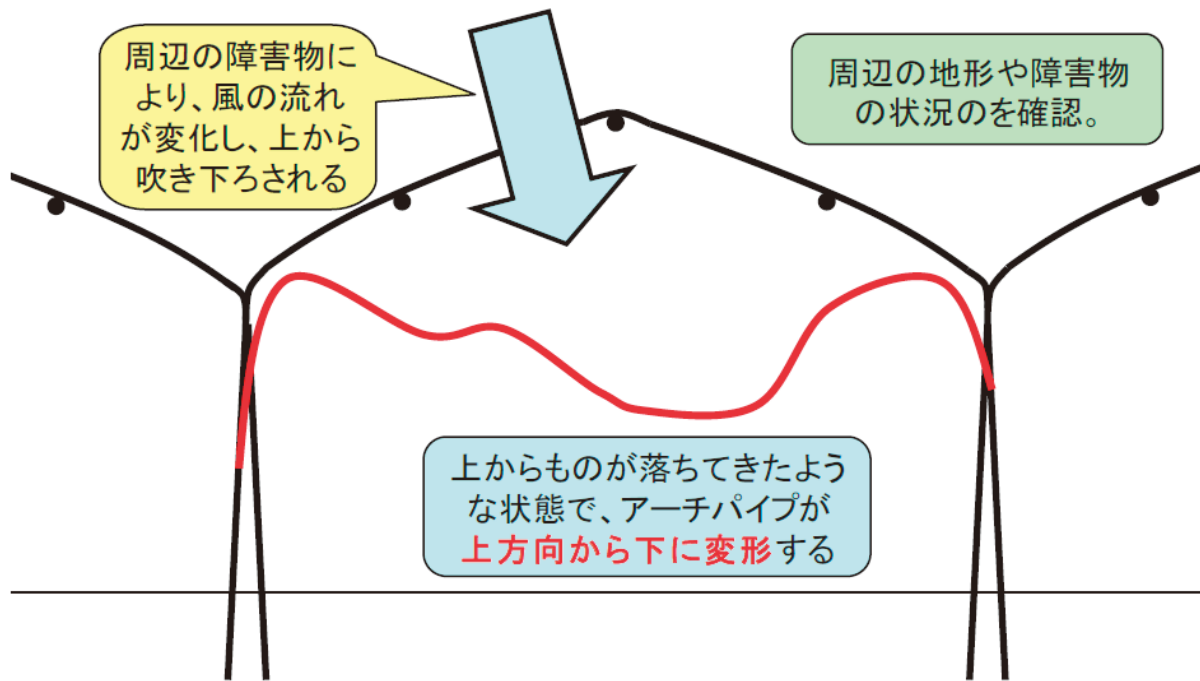 周辺の障害物に
より、風の流れ
が変化し、上から
吹き下ろされる
周辺の地形や障害物
の状況のを確認。
上からものが落ちてきたよう
な状態で、アーチパイプが
上方向から下に変形する